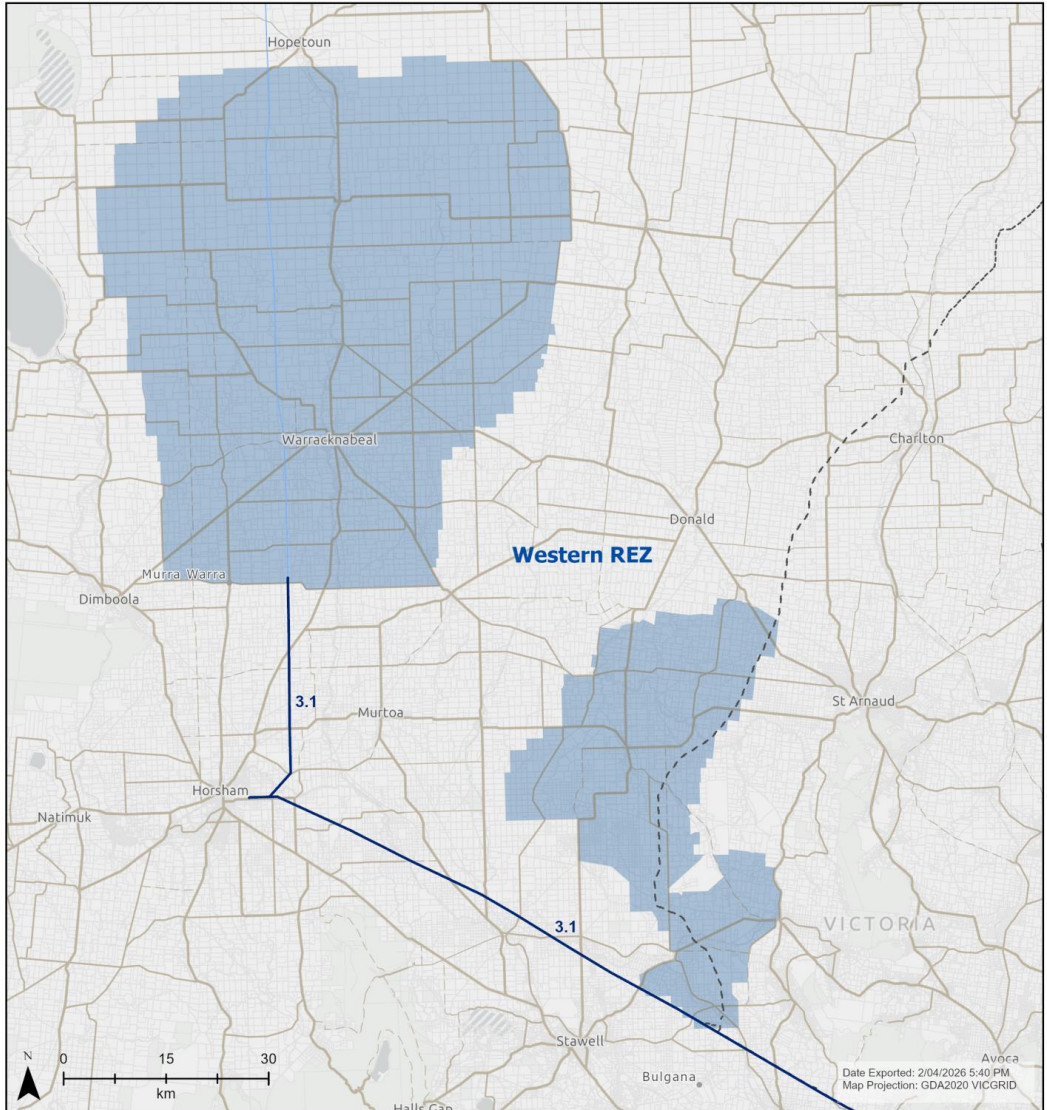 Hopetoun
Warracknabeal
Charlton
Donald
Western REZ
Murra Warra
Dimboola
3.1
St Arnaud
Murtoa
Horsham
Natimuk
3.1
VICTORIA
Stawell
Avoca
Bulgana
N
0 15 30
km
Date Exported: 2/04/2026 5:40 PM
Map Projection: GDA2020 VICGRID
Halls Gap